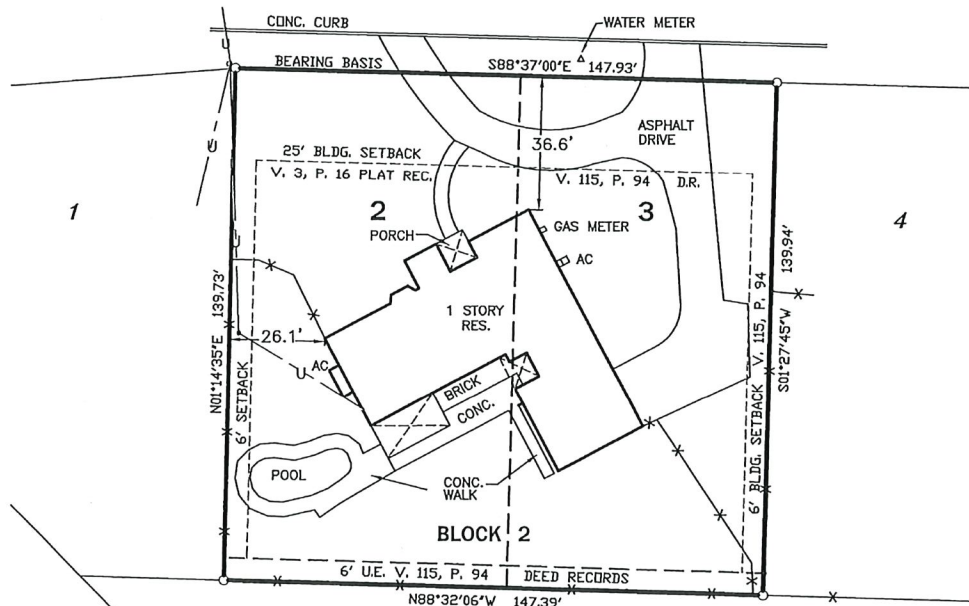 CONC. CURB
WATER METER
U
BEARING BASIS
S88°37'00"E 147.93'
ASPHALT
DRIVE
36.6'
U
25' BLDG. SETBACK
V. 3, P. 16 PLAT REC.
V. 115, P. 94 D.R.
1
2
3
4
PORCH
GAS METER
U
AC
N01°14'35"E 139.73'
S01°27'45"W 139.94'
1 STORY
RES.
26.1'
AC
U
6' SETBACK
6' BLDG. SETBACK V. 115, P. 94
BRICK
CONC.
POOL
CONC.
WALK
BLOCK 2
6' U.E. V. 115, P. 94 DEED RECORDS
N88°32'06"W 147.39'